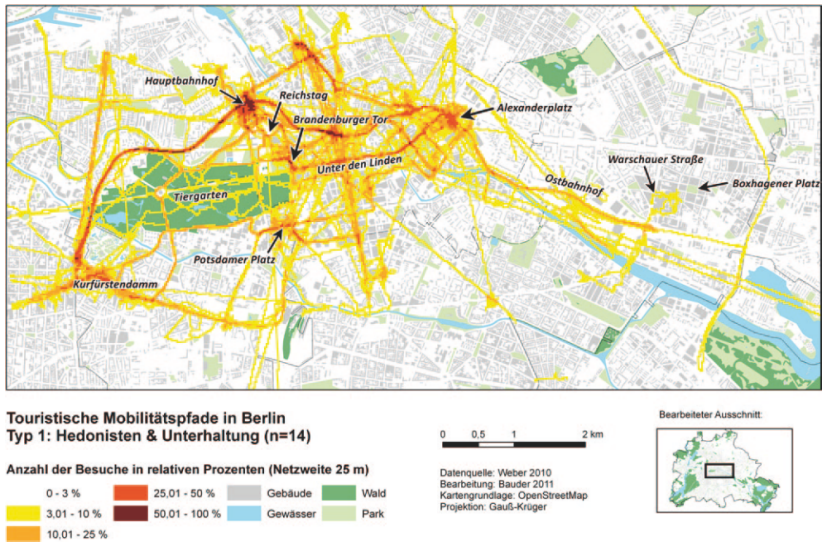 Hauptbahnhof
Reichstag
Brandenburger Tor
Alexanderplatz
Unter den Linden
Warschauer Straße
Ostbahnhof
Boxhagener Platz
Tiergarten
Potsdamer Platz
Kurfürstendamm
Touristische Mobilitätspfade in Berlin
Typ 1: Hedonisten & Unterhaltung (n=14)
Anzahl der Besuche in relativen Prozenten (Netzweite 25 m)
0 - 3 %
3,01 - 10 %
10,01 - 25 %
25,01 - 50 %
50,01 - 100 %
Gebäude
Gewässer
Wald
Park
0 0,5 1 2 km
Datenquelle: Weber 2010
Bearbeitung: Bauder 2011
Kartengrundlage: OpenStreetMap
Projektion: Gauß-Krüger
Bearbeiteter Ausschnitt: